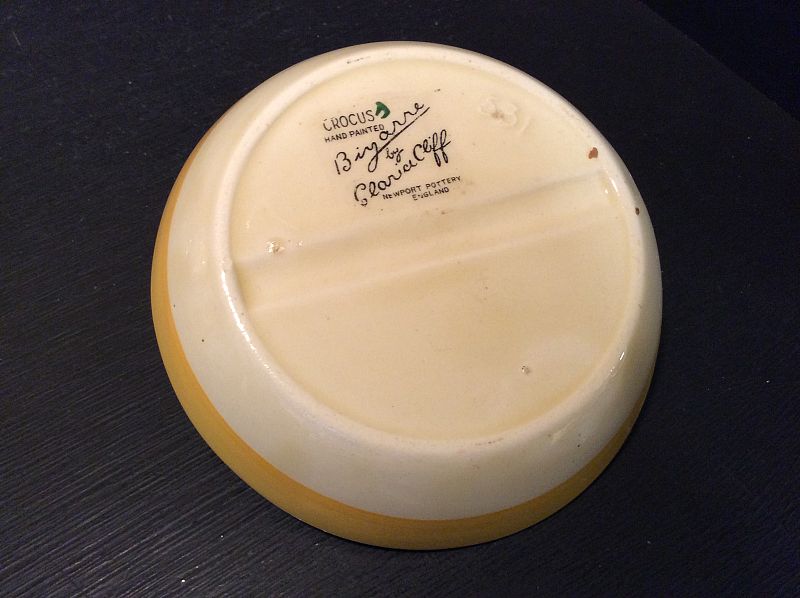 CROCUS
HAND PAINTED
Bizarre
by
Clarice Cliff
NEWPORT POTTERY
ENGLAND